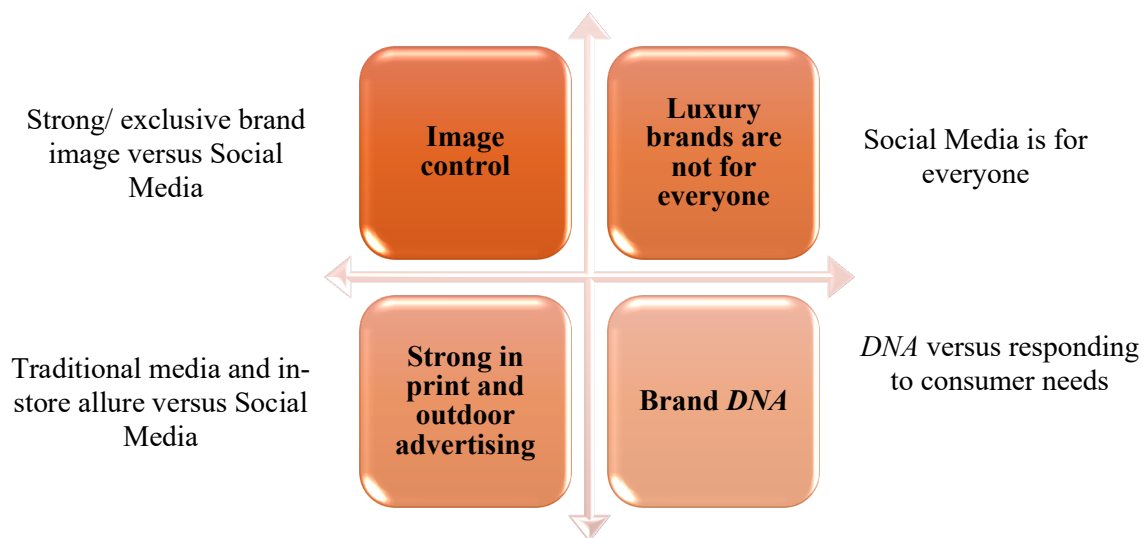 Strong/ exclusive brand
image versus Social
Media
Image
control
Luxury
brands are
not for
everyone
Social Media is for
everyone
Traditional media and in-
store allure versus Social
Media
Strong in
print and
outdoor
advertising
Brand DNA
DNA versus responding
to consumer needs